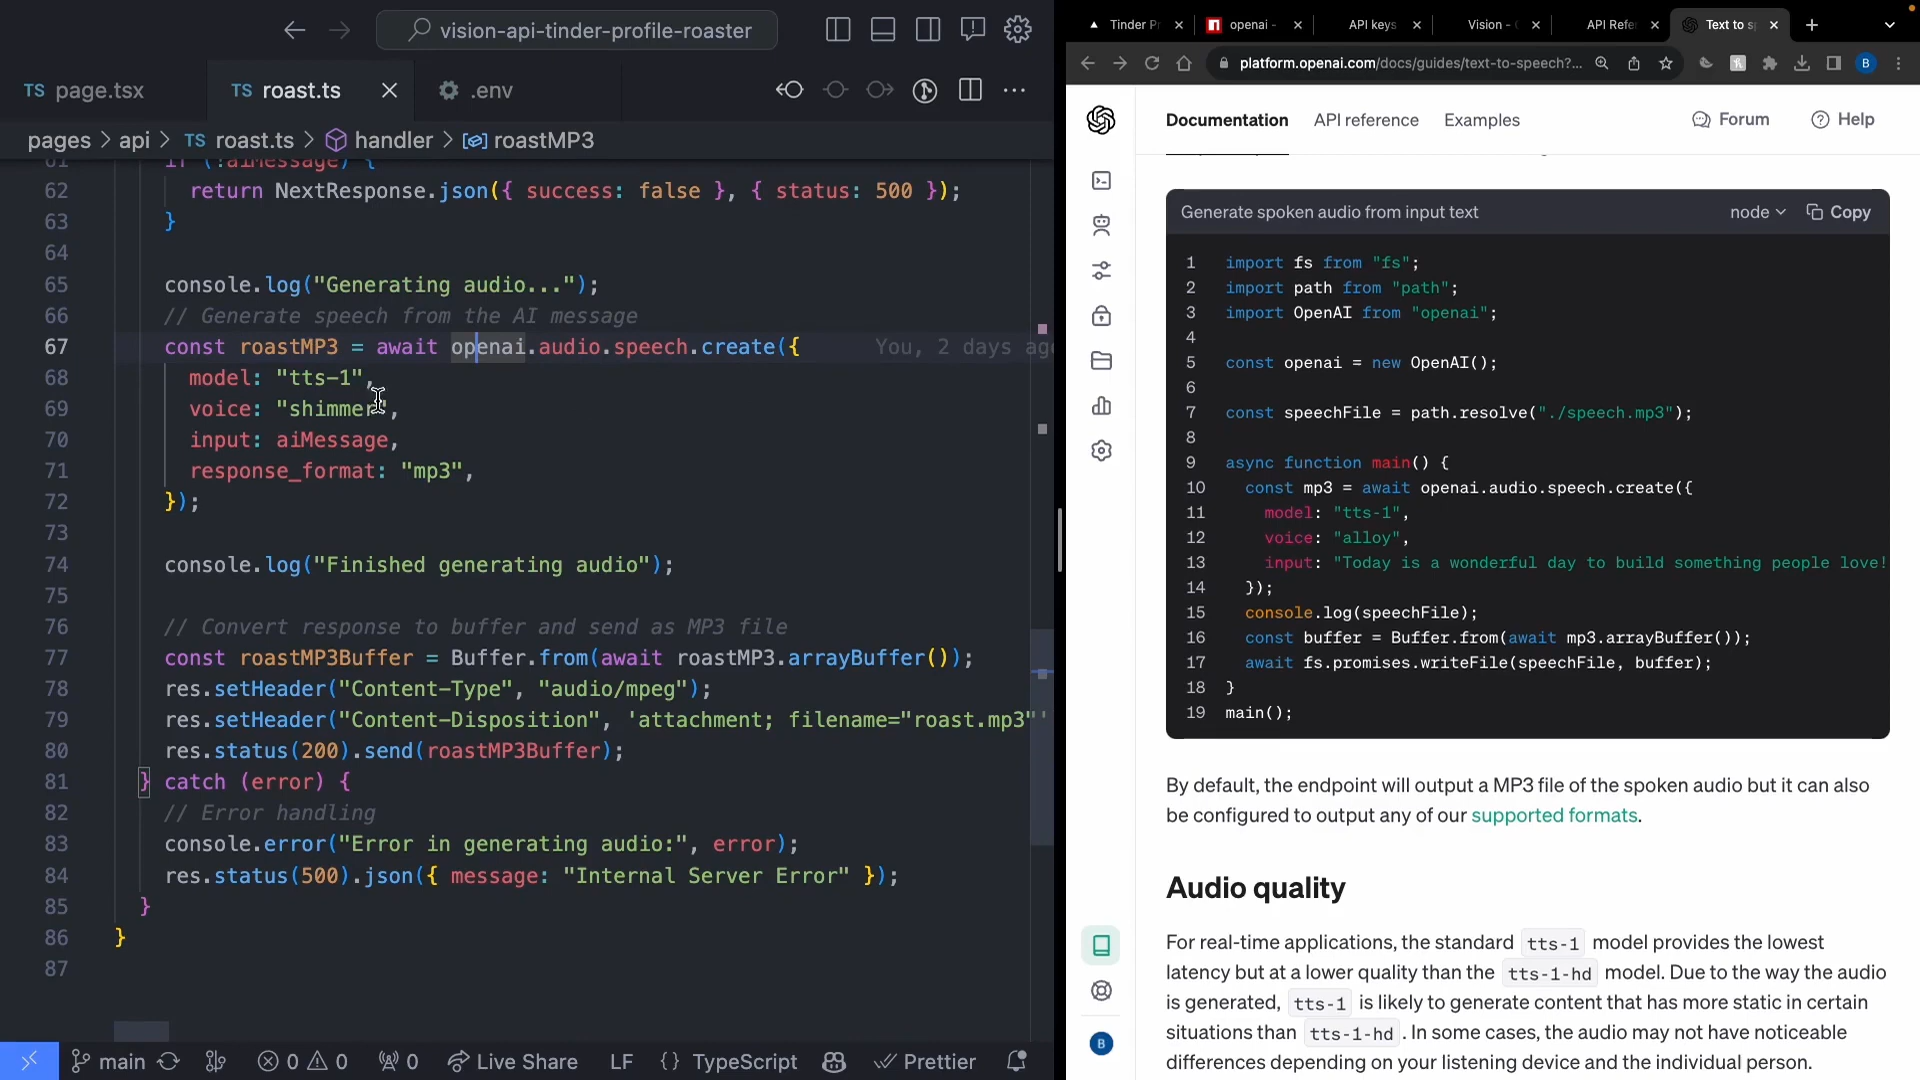 vision-api-tinder-profile-roaster
TS page.tsx
TS roast.ts
.env
pages > api > TS roast.ts > handler > roastMP3
61 if (!aiMessage) {
62 return NextResponse.json({ success: false }, { status: 500 });
63 }
64
65 console.log("Generating audio...");
66 // Generate speech from the AI message
67 const roastMP3 = await openai.audio.speech.create({ You, 2 days ago
68 model: "tts-1",
69 voice: "shimmer",
70 input: aiMessage,
71 response_format: "mp3",
72 });
73
74 console.log("Finished generating audio");
75
76 // Convert response to buffer and send as MP3 file
77 const roastMP3Buffer = Buffer.from(await roastMP3.arrayBuffer());
78 res.setHeader("Content-Type", "audio/mpeg");
79 res.setHeader("Content-Disposition", 'attachment; filename="roast.mp3"'
80 res.status(200).send(roastMP3Buffer);
81 } catch (error) {
82 // Error handling
83 console.error("Error in generating audio:", error);
84 res.status(500).json({ message: "Internal Server Error" });
85 }
86 }
87
main
0 0
0
Live Share
LF
{ } TypeScript
Prettier
Tinder P
openai -
API keys
Vision -
API Refe
Text to s
platform.openai.com/docs/guides/text-to-speech?...
B
Documentation
API reference
Examples
Forum
Help
Generate spoken audio from input text
node
Copy
1 import fs from "fs";
2 import path from "path";
3 import OpenAI from "openai";
4
5 const openai = new OpenAI();
6
7 const speechFile = path.resolve("./speech.mp3");
8
9 async function main() {
10 const mp3 = await openai.audio.speech.create({
11 model: "tts-1",
12 voice: "alloy",
13 input: "Today is a wonderful day to build something people love!
14 });
15 console.log(speechFile);
16 const buffer = Buffer.from(await mp3.arrayBuffer());
17 await fs.promises.writeFile(speechFile, buffer);
18 }
19 main();
By default, the endpoint will output a MP3 file of the spoken audio but it can also
be configured to output any of our supported formats.
Audio quality
For real-time applications, the standard tts-1 model provides the lowest
latency but at a lower quality than the tts-1-hd model. Due to the way the audio
is generated, tts-1 is likely to generate content that has more static in certain
situations than tts-1-hd. In some cases, the audio may not have noticeable
differences depending on your listening device and the individual person.
B